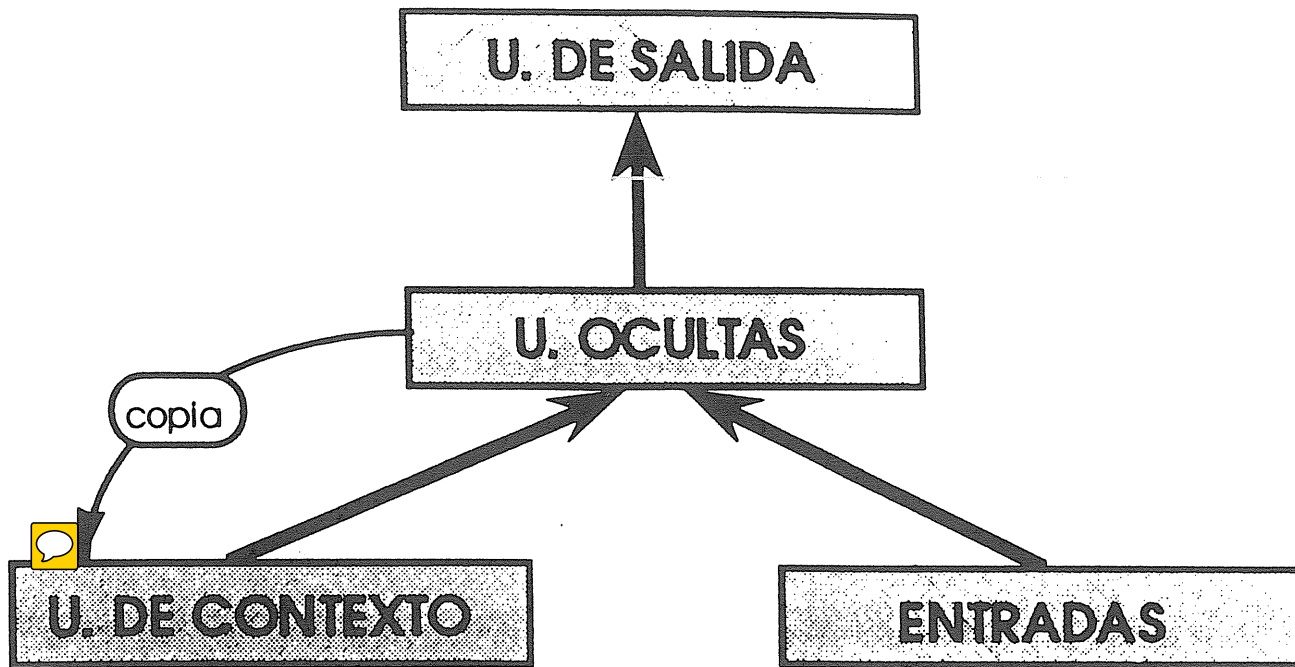 U. DE SALIDA
U. OCULTAS
copia
U. DE CONTEXTO
ENTRADAS